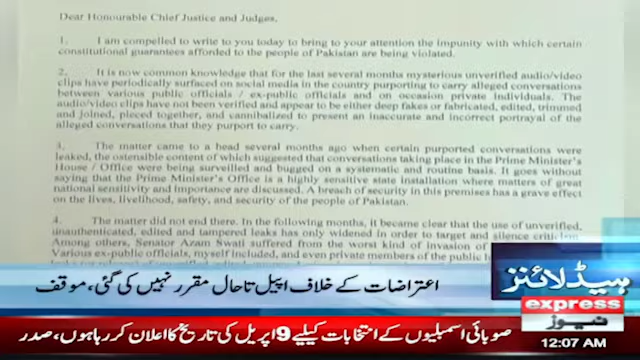 Dear Honourable Chief Justice and Judges,
1. I am compelled to write to you today to bring to your attention the impunity with which certain
constitutional guarantees afforded to the people of Pakistan are being violated.
2. It is now common knowledge that for the last several months mysterious unverified audio/video
clips have periodically surfaced on social media in the country purporting to carry alleged conversations
between various public officials / ex-public officials and on occasion private individuals. The
audio/video clips have not been verified and appear to be either deep fakes or fabricated, edited, trimmed
and joined, pieced together, and cannibalized to present an inaccurate and incorrect portrayal of
the alleged conversations that they purport to carry.
3. The matter came to a head several months ago when certain purported conversations were
leaked, the ostensible content of which suggested that conversations taking place in the Prime Minister's
House / Office were being surveilled and bugged on a systematic and routine basis. It goes without
saying that the Prime Minister's Office is a highly sensitive state installation where matters of great
national sensitivity and importance are discussed. A breach of security in this premises has a grave effect
on the lives, livelihood, safety, and security of the people of Pakistan.
4. The matter did not end there. In the following months, it became clear that the use of unverified,
unauthenticated, edited and tampered leaks has only widened in order to target and silence
Among others, Senator Azam Swati suffered from the worst kind of invasion of
Various ex-public officials, myself included, and even private members of the public
اعتراضات کے خلاف اپیل تاحال مقرر نہیں کی گئی، موقف
ہیڈلائنز
express
نیوز
صوبائی اسمبلیوں کے انتخابات کیلیے 9 اپریل کی تاریخ کا اعلان کر رہا ہوں، صدر
12:07 AM